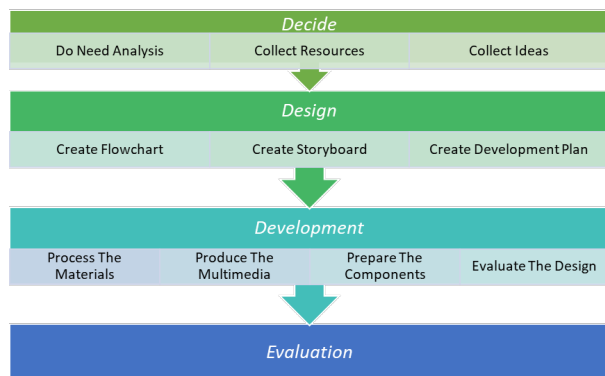 Decide
Do Need Analysis
Collect Resources
Collect Ideas
Design
Create Flowchart
Create Storyboard
Create Development Plan
Development
Process The
Materials
Produce The
Multimedia
Prepare The
Components
Evaluate The Design
Evaluation